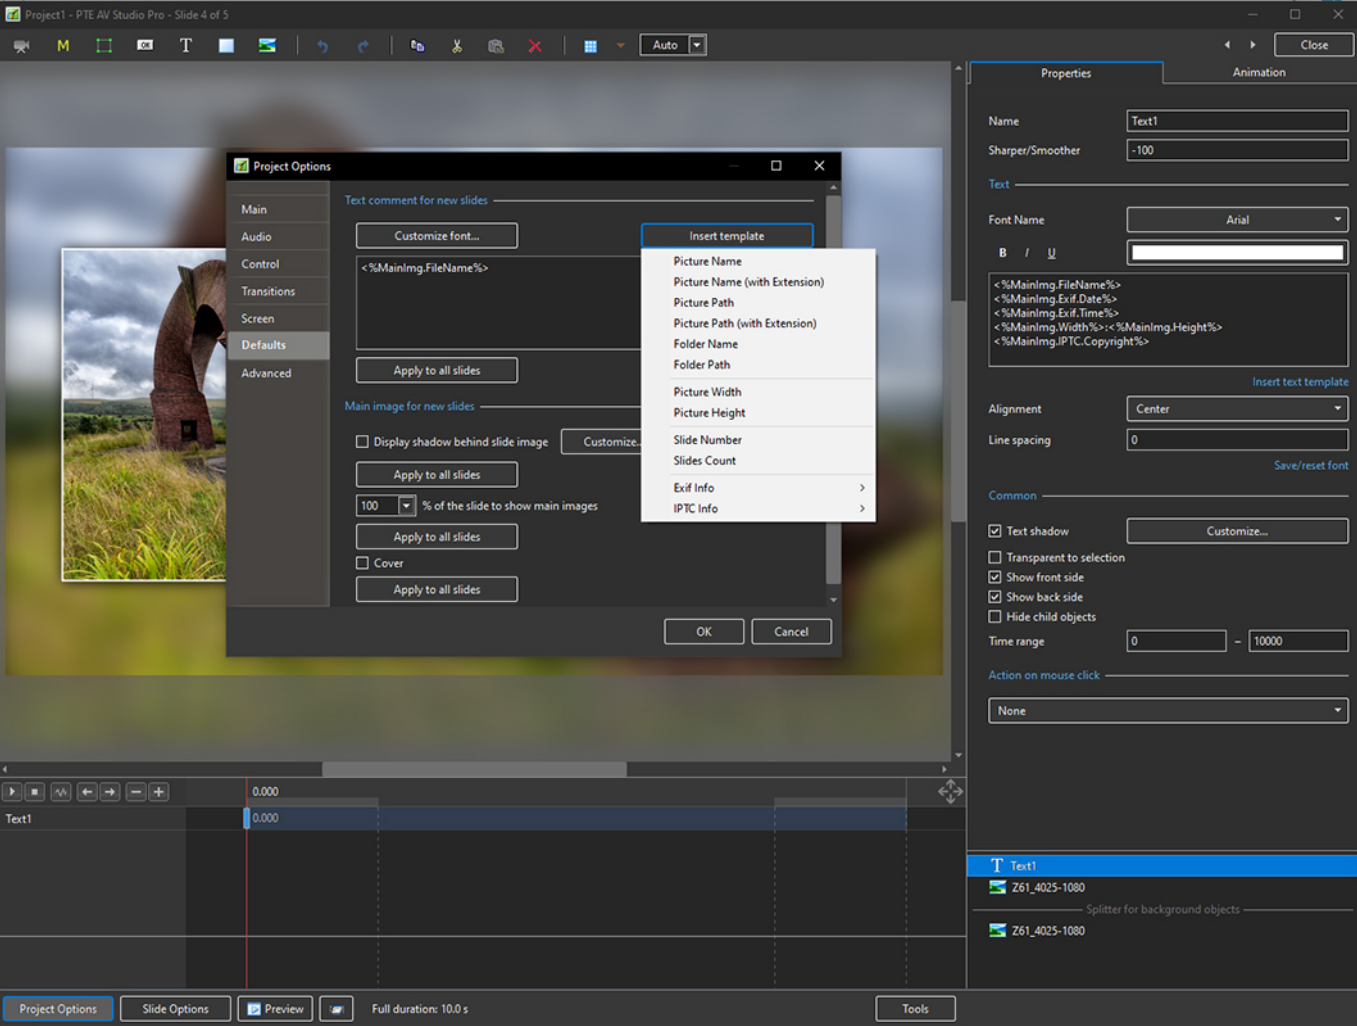 Project1 - PTE AV Studio Pro - Slide 4 of 5
M
OK
T
Auto
Close
Properties
Animation
Name
Text1
Sharper/Smoother
-100
Text
Font Name
Arial
B I U
<%MainImg.FileName%>
<%MainImg.Exif.Date%>
<%MainImg.Exif.Time%>
<%MainImg.Width%>:<%MainImg.Height%>
<%MainImg.IPTC.Copyright%>
Insert text template
Alignment
Center
Line spacing
0
Save/reset font
Common
Text shadow
Customize...
Transparent to selection
Show front side
Show back side
Hide child objects
Time range
0 – 10000
Action on mouse click
None
Project Options
Main
Audio
Control
Transitions
Screen
Defaults
Advanced
Text comment for new slides
Customize font...
Insert template
<%MainImg.FileName%>
Apply to all slides
Main image for new slides
Display shadow behind slide image
Customize..
Apply to all slides
100 % of the slide to show main images
Apply to all slides
Cover
Apply to all slides
Picture Name
Picture Name (with Extension)
Picture Path
Picture Path (with Extension)
Folder Name
Folder Path
Picture Width
Picture Height
Slide Number
Slides Count
Exif Info
IPTC Info
OK
Cancel
0.000
Text1
0.000
T Text1
Z61_4025-1080
Splitter for background objects
Z61_4025-1080
Project Options
Slide Options
Preview
Full duration: 10.0 s
Tools